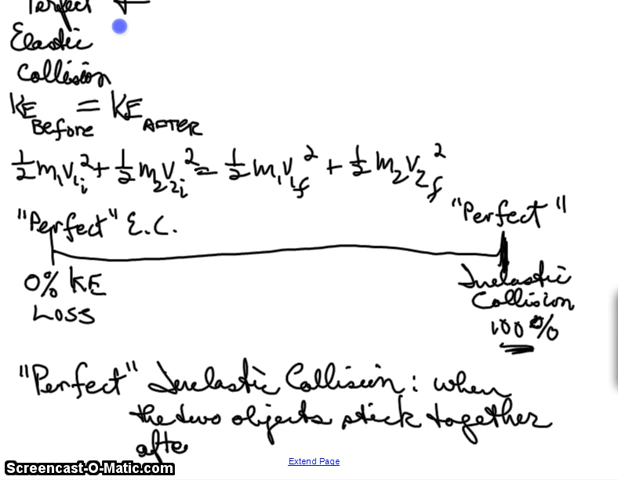 Perfect
Elastic
Collision
KE Before = KE AFTER
½m₁v₁ᵢ² + ½m₂v₂ᵢ² = ½m₁v₁f² + ½m₂v₂f²
"Perfect" E.C.
"Perfect"
Inelastic
Collision
100%
0% KE
Loss
"Perfect" Inelastic Collision: when
the two objects stick together
after
Screencast-O-Matic.com
Extend Page